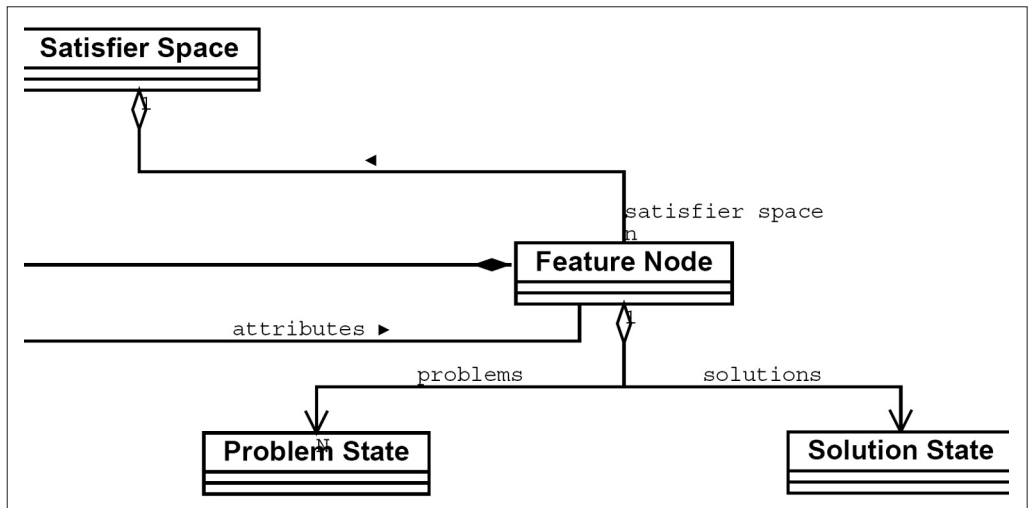 Satisfier Space
1
◄
satisfier space
n
Feature Node
attributes ►
1
problems
solutions
N
Problem State
Solution State